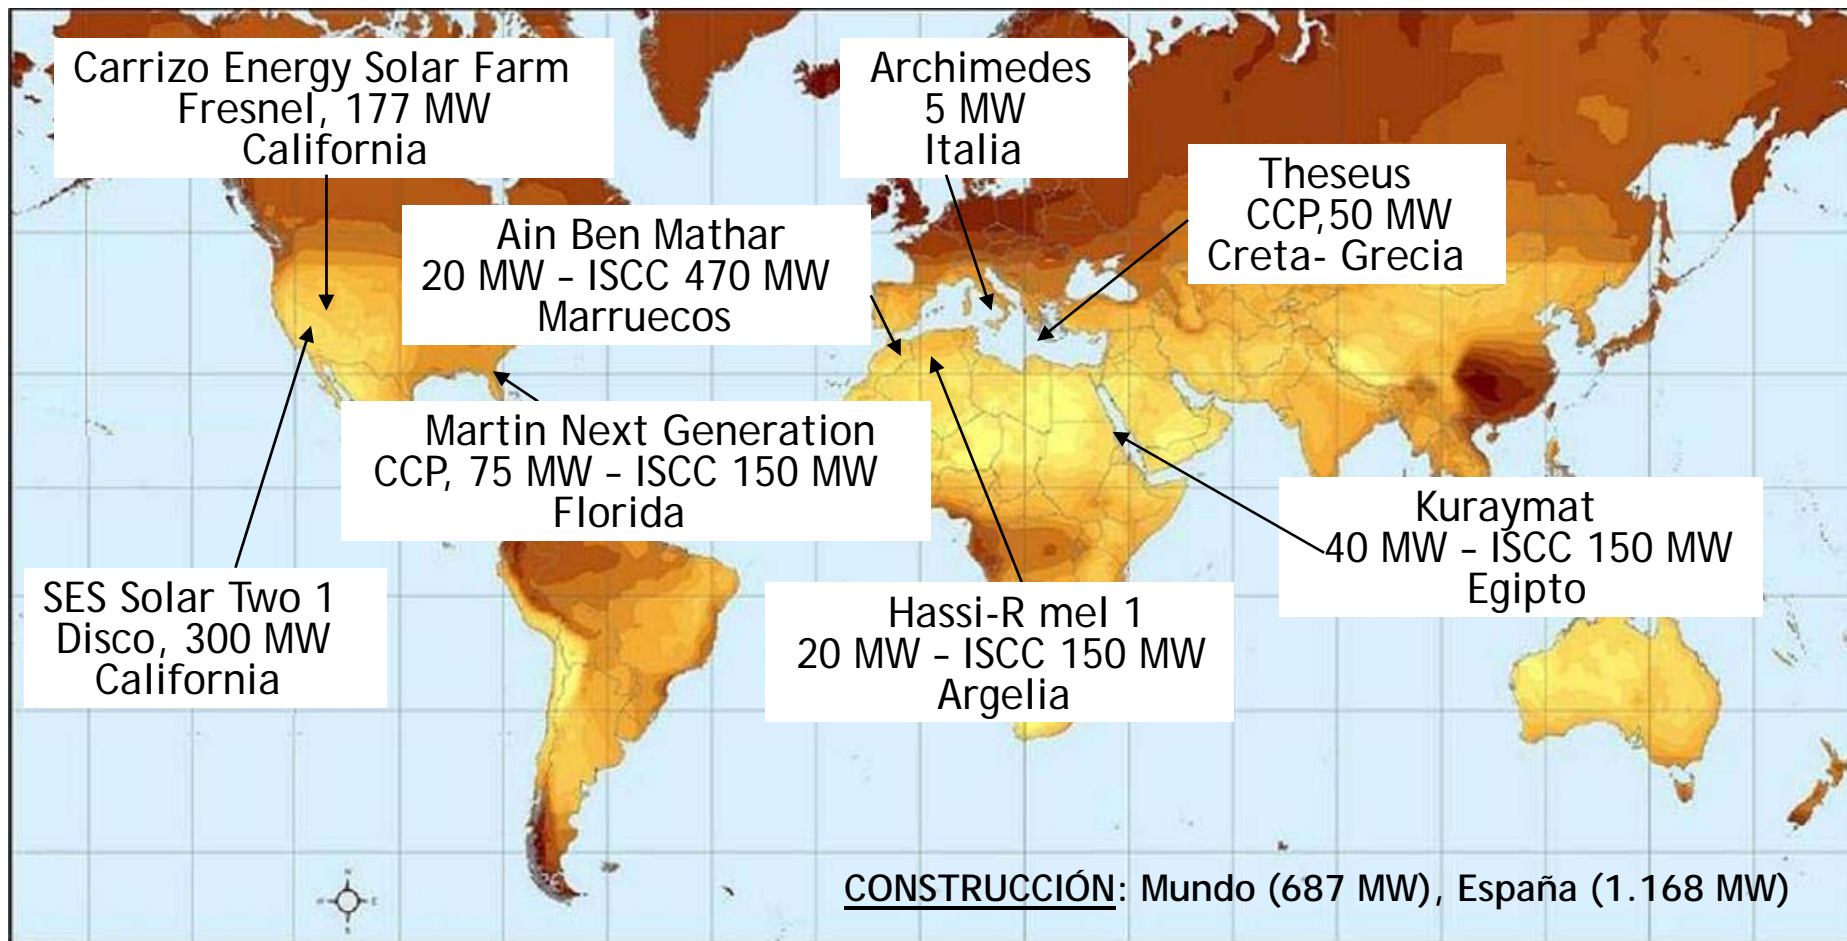 Carrizo Energy Solar Farm
Fresnel, 177 MW
California
Archimedes
5 MW
Italia
Theseus
CCP,50 MW
Creta- Grecia
Ain Ben Mathar
20 MW – ISCC 470 MW
Marruecos
Martin Next Generation
CCP, 75 MW – ISCC 150 MW
Florida
Kuraymat
40 MW – ISCC 150 MW
Egipto
SES Solar Two 1
Disco, 300 MW
California
Hassi-R mel 1
20 MW – ISCC 150 MW
Argelia
CONSTRUCCIÓN: Mundo (687 MW), España (1.168 MW)